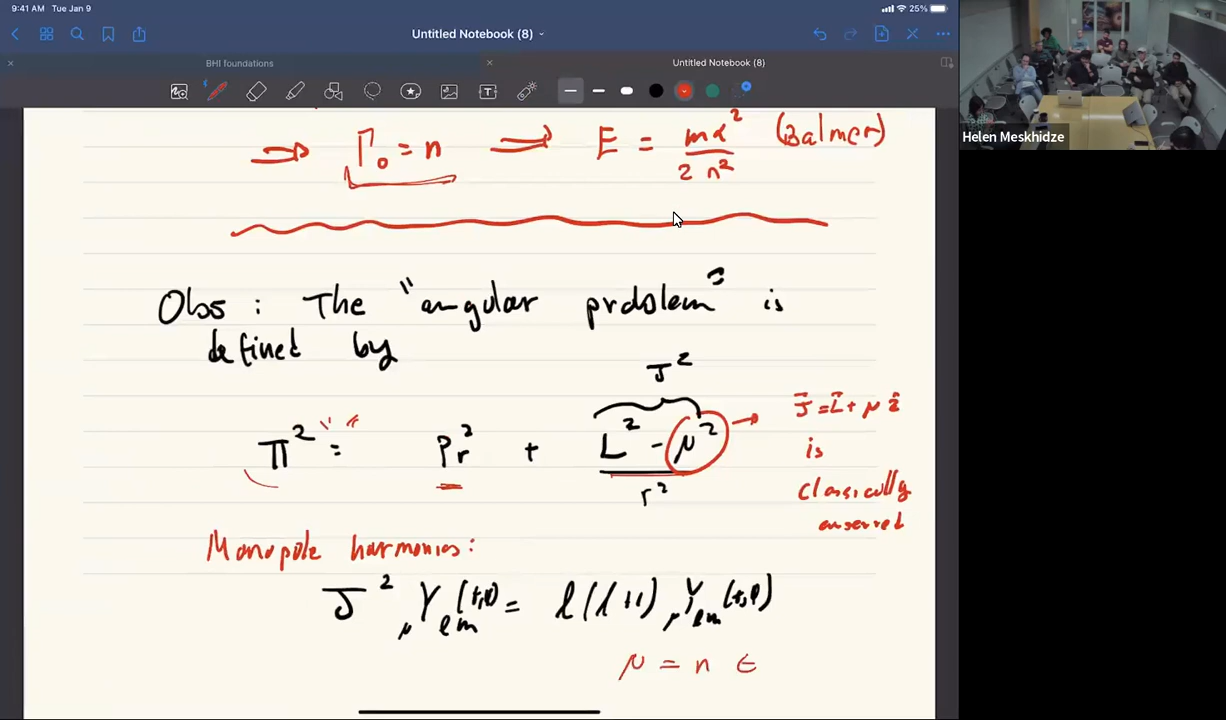 9:41 AM Tue Jan 9
25%
Untitled Notebook (8)
BHI foundations
Untitled Notebook (8)
Helen Meskhidze
⇒ Γ₀ = n ⇒ E = mα² / 2 n² (Balmer)
Obs : The "angular problem" is
defined by
J²
π² "=" Pr² + L² - μ² / r² → J⃗ = L⃗ + μ r̂
is
classically
conserved
Monopole harmonics:
J² μYℓm(θ,φ) = l(l+1) μYℓm(θ,φ)
μ = n ∈